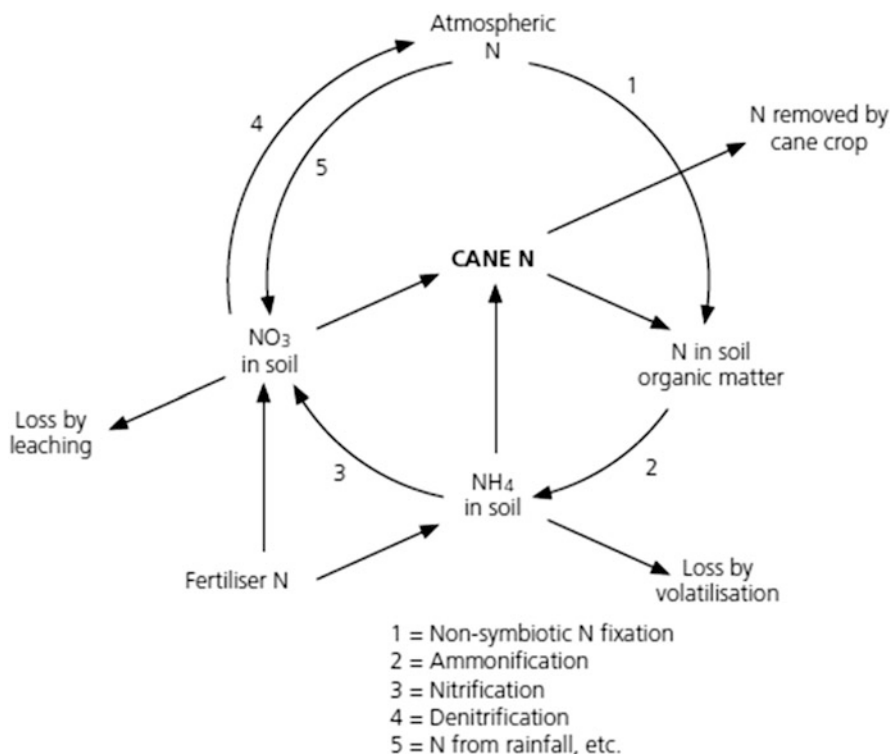 Atmospheric
N
1
N removed by
cane crop
4
5
CANE N
NO₃
in soil
N in soil
organic matter
Loss by
leaching
3
NH₄
in soil
2
Fertiliser N
Loss by
volatilisation
1 = Non-symbiotic N fixation
2 = Ammonification
3 = Nitrification
4 = Denitrification
5 = N from rainfall, etc.